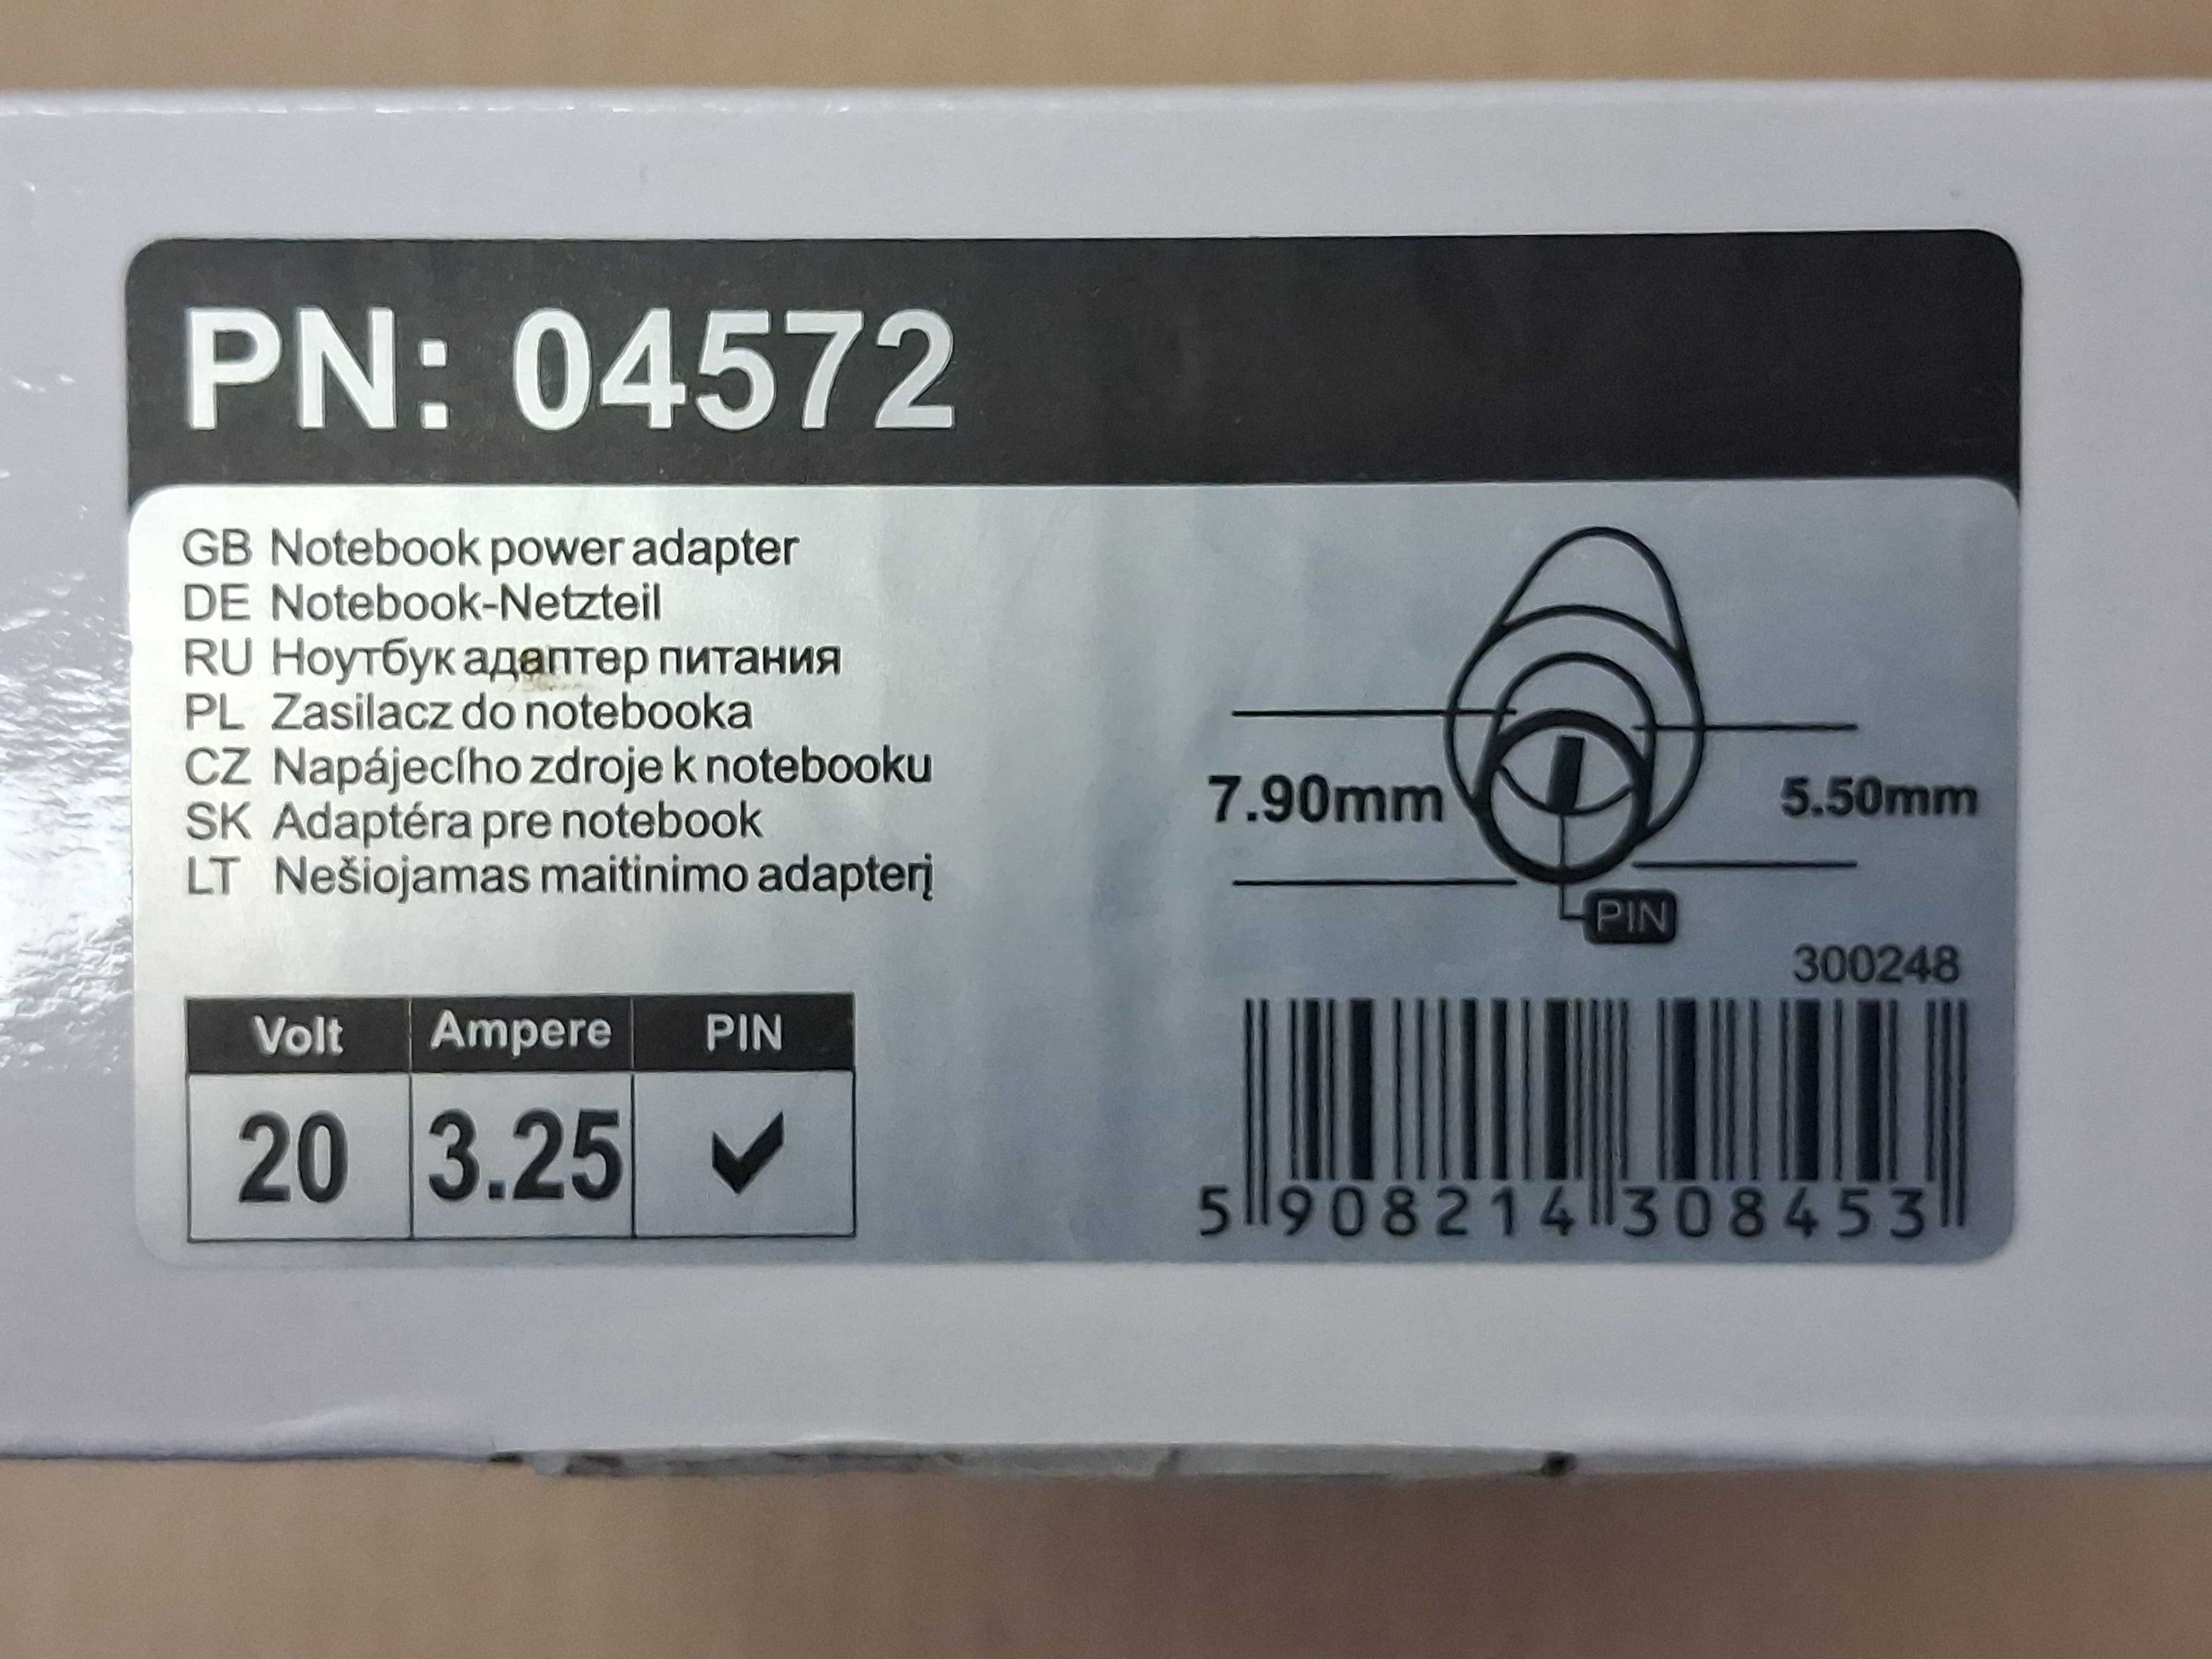 PN: 04572
GB Notebook power adapter
DE Notebook-Netzteil
RU Ноутбук адаптер питания
PL Zasilacz do notebooka
CZ Napájecího zdroje k notebooku
SK Adaptéra pre notebook
LT Nešiojamas maitinimo adapterį
Volt Ampere PIN
20 3.25 ✓
7.90mm 5.50mm
PIN
300248
5 908214 308453